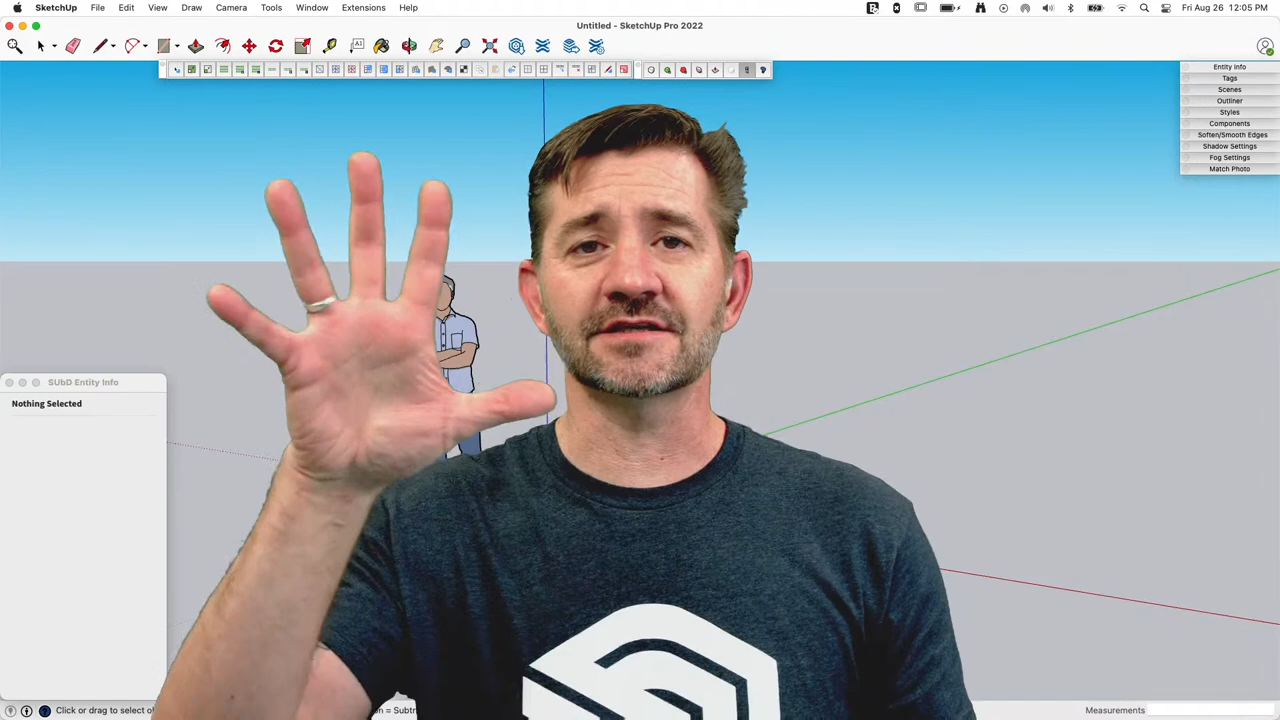 SketchUp File Edit View Draw Camera Tools Window Extensions Help Fri Aug 26 12:05 PM
Untitled - SketchUp Pro 2022
Entity Info
Tags
Scenes
Outliner
Styles
Components
Soften/Smooth Edges
Shadow Settings
Fog Settings
Match Photo
SUbD Entity Info
Nothing Selected
Click or drag to select ob
n = Subtr
Measurements